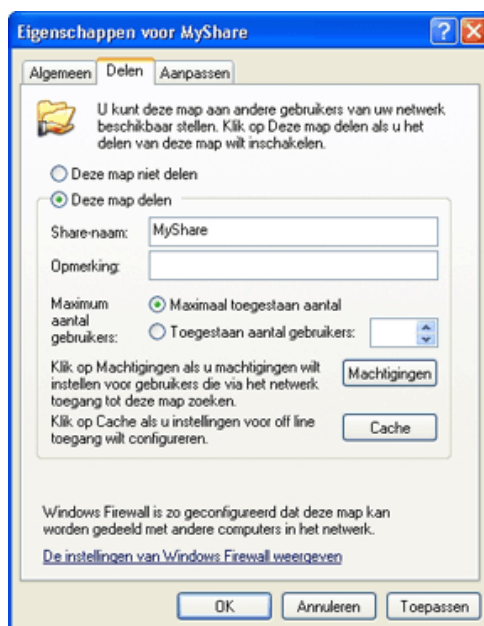 Eigenschappen voor MyShare
Algemeen Delen Aanpassen
U kunt deze map aan andere gebruikers van uw netwerk
beschikbaar stellen. Klik op Deze map delen als u het
delen van deze map wilt inschakelen.
Deze map niet delen
Deze map delen
Share-naam: MyShare
Opmerking:
Maximum
aantal
gebruikers:
Maximaal toegestaan aantal
Toegestaan aantal gebruikers:
Klik op Machtigingen als u machtigingen wilt
instellen voor gebruikers die via het netwerk
toegang tot deze map zoeken.
Machtigingen
Klik op Cache als u instellingen voor off line
toegang wilt configureren.
Cache
Windows Firewall is zo geconfigureerd dat deze map kan
worden gedeeld met andere computers in het netwerk.
De instellingen van Windows Firewall weergeven
OK Annuleren Toepassen